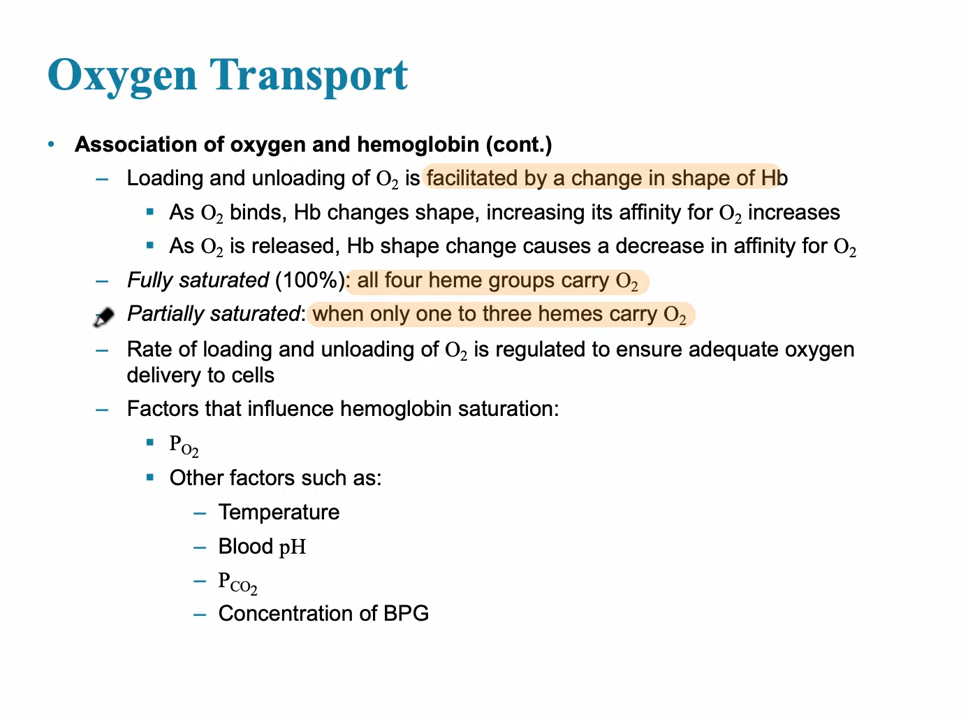 Oxygen Transport
• Association of oxygen and hemoglobin (cont.)
– Loading and unloading of O₂ is facilitated by a change in shape of Hb
▪ As O₂ binds, Hb changes shape, increasing its affinity for O₂ increases
▪ As O₂ is released, Hb shape change causes a decrease in affinity for O₂
– Fully saturated (100%): all four heme groups carry O₂
Partially saturated: when only one to three hemes carry O₂
– Rate of loading and unloading of O₂ is regulated to ensure adequate oxygen
delivery to cells
– Factors that influence hemoglobin saturation:
▪ P_O₂
▪ Other factors such as:
– Temperature
– Blood pH
– P_CO₂
– Concentration of BPG